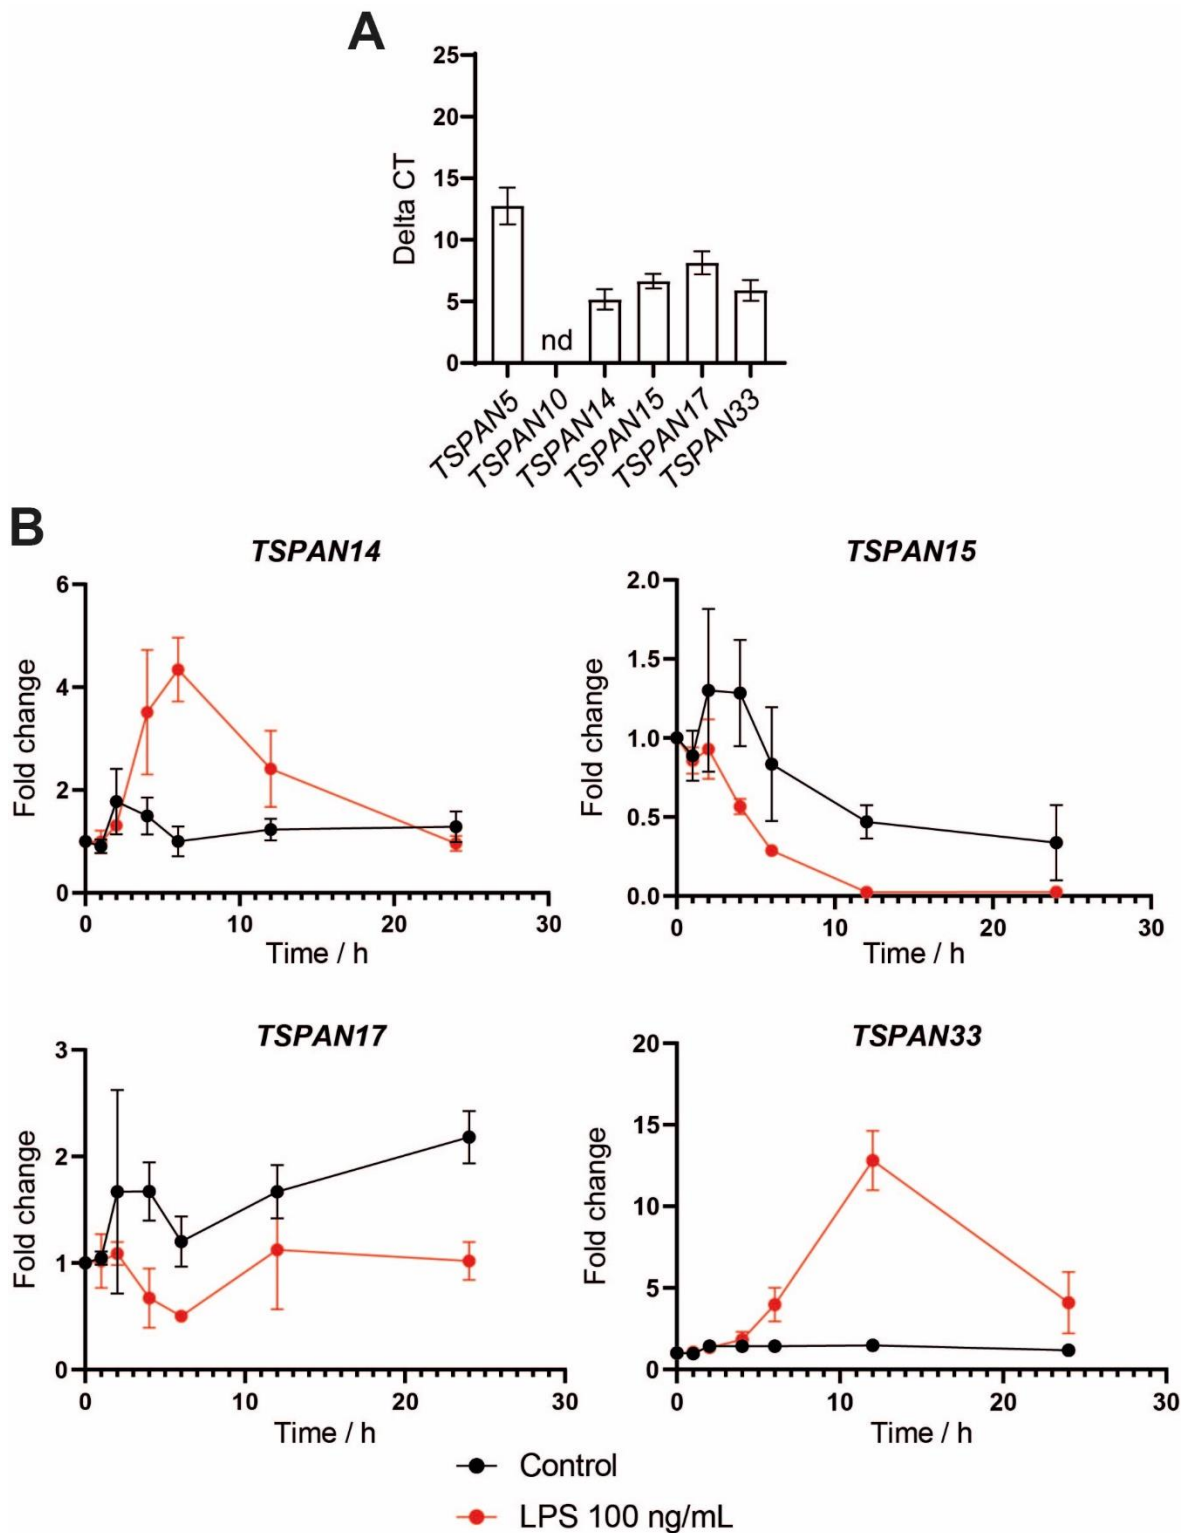 A
25
20
15
10
5
0
Delta CT
nd
TSPAN5
TSPAN10
TSPAN14
TSPAN15
TSPAN17
TSPAN33
B
TSPAN14
6
4
2
0
Fold change
0 10 20 30
Time / h
TSPAN15
2.0
1.5
1.0
0.5
0.0
Fold change
0 10 20 30
Time / h
TSPAN17
3
2
1
0
Fold change
0 10 20 30
Time / h
TSPAN33
20
15
10
5
0
Fold change
0 10 20 30
Time / h
Control
LPS 100 ng/mL